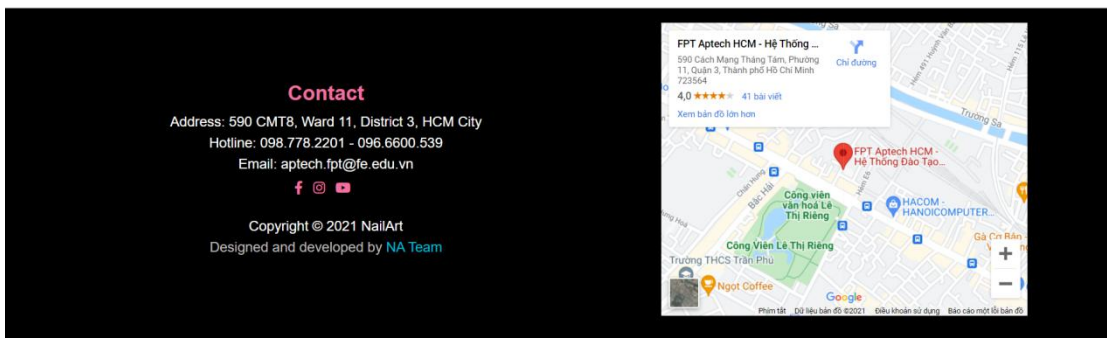 Contact
Address: 590 CMT8, Ward 11, District 3, HCM City
Hotline: 098.778.2201 - 096.6600.539
Email: aptech.fpt@fe.edu.vn
Copyright © 2021 NailArt
Designed and developed by NA Team
FPT Aptech HCM - Hệ Thống ...
590 Cách Mạng Tháng Tám, Phường
11, Quận 3, Thành phố Hồ Chí Minh
723564
Chỉ đường
4,0 ★★★★★ 41 bài viết
Xem bản đồ lớn hơn
Trường Sa
FPT Aptech HCM -
Hệ Thống Đào Tạo...
Chấn Hưng
Bắc Hải
Công viên
văn hoá Lê
Thị Riêng
HACOM -
HANOICOMPUTER...
Công Viên Lê Thị Riêng
Trường THCS Trần Phú
Ngọt Coffee
Google
Phím tắt
Dữ liệu bản đồ ©2021
Điều khoản sử dụng
Báo cáo một lỗi bản đồ